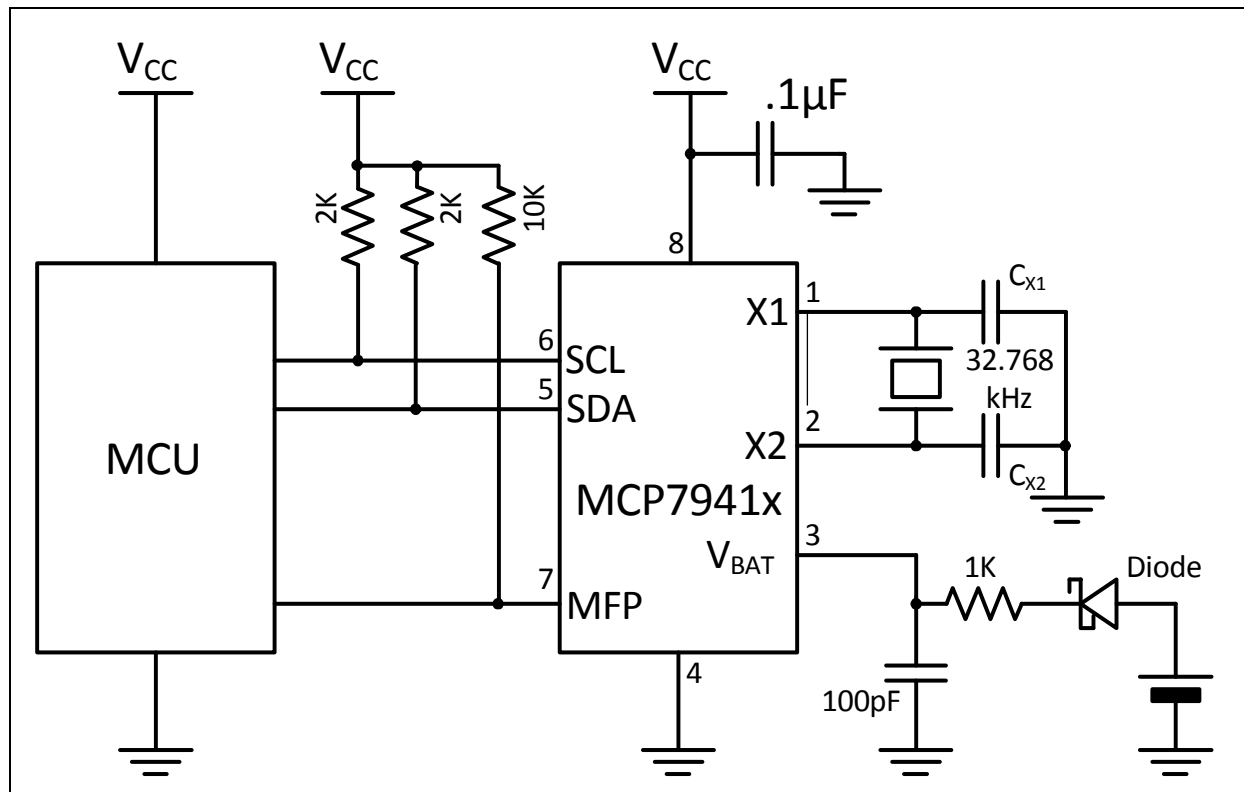 VCC
VCC
VCC
.1µF
2K
2K
10K
8
MCU
6
SCL
5
SDA
7
MFP
MCP7941x
X1
1
X2
2
VBAT
3
4
CX1
32.768
kHz
CX2
1K
Diode
100pF